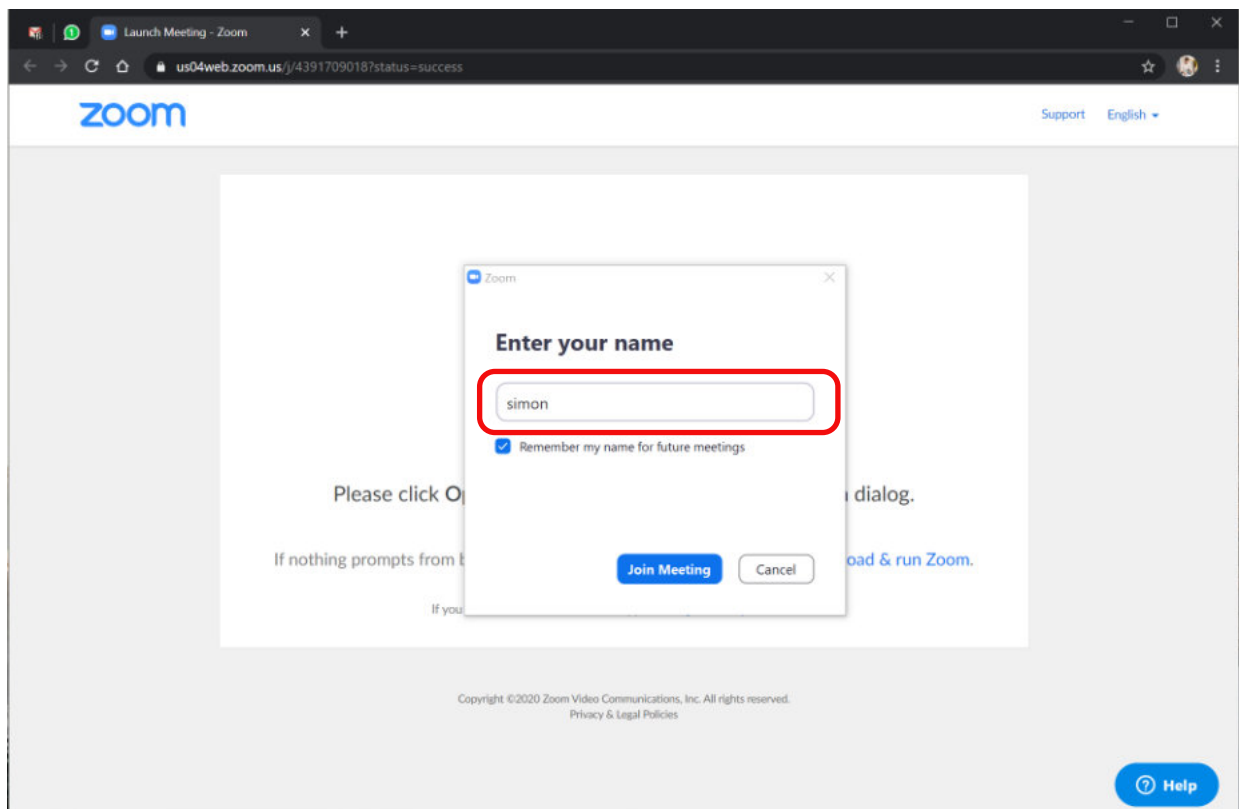 Launch Meeting - Zoom
us04web.zoom.us/j/4391709018?status=success
zoom
Support English
Zoom
Enter your name
simon
Remember my name for future meetings
Please click O
dialog.
If nothing prompts from b
oad & run Zoom.
Join Meeting Cancel
If you
Copyright ©2020 Zoom Video Communications, Inc. All rights reserved.
Privacy & Legal Policies
Help